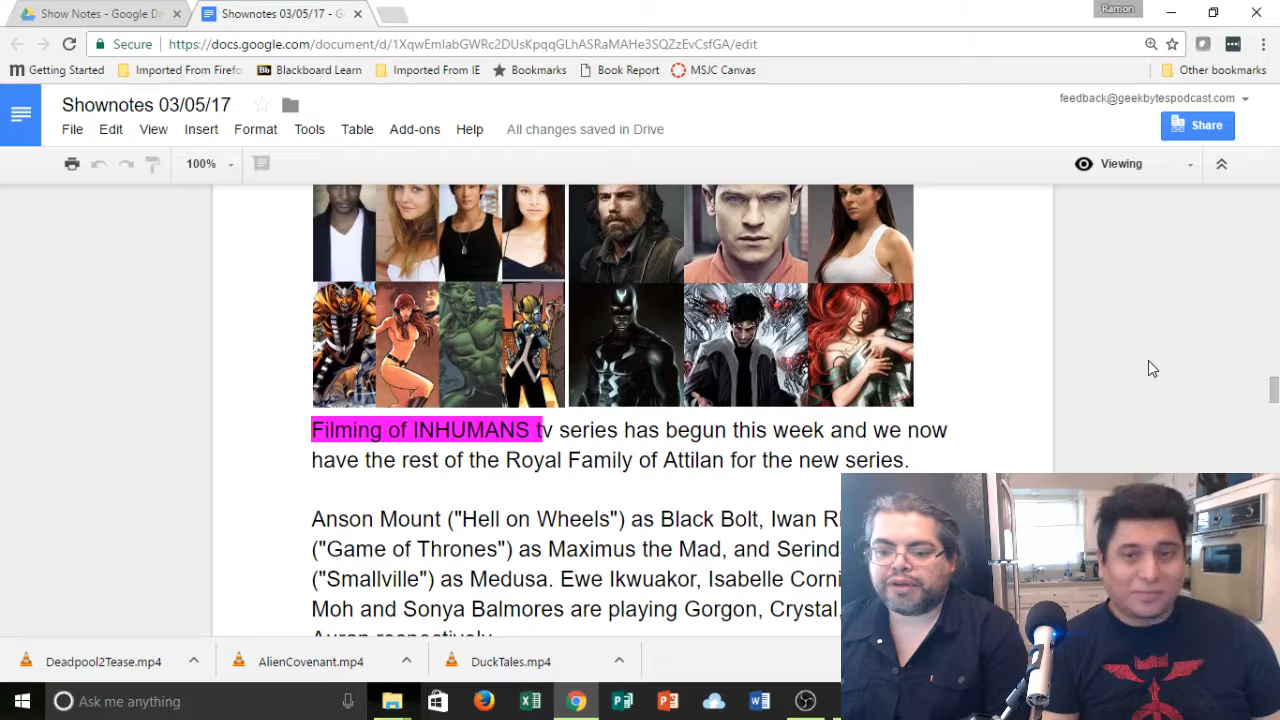 Ramon
Show Notes - Google Dr
Shownotes 03/05/17 - G
Secure
https://docs.google.com/document/d/1XqwEmIabGWRc2DUsKpqqGLhASRaMAHe3SQZzEvCsfGA/edit
Getting Started
Imported From Firefo
Blackboard Learn
Imported From IE
Bookmarks
Book Report
MSJC Canvas
Other bookmarks
Shownotes 03/05/17
feedback@geekbytespodcast.com
File Edit View Insert Format Tools Table Add-ons Help All changes saved in Drive
Share
100%
Viewing
Filming of INHUMANS tv series has begun this week and we now
have the rest of the Royal Family of Attilan for the new series.
Anson Mount ("Hell on Wheels") as Black Bolt, Iwan R
("Game of Thrones") as Maximus the Mad, and Serind
("Smallville") as Medusa. Ewe Ikwuakor, Isabelle Corni
Moh and Sonya Balmores are playing Gorgon, Crystal,
Auran respectively
Deadpool2Tease.mp4
AlienCovenant.mp4
DuckTales.mp4
Ask me anything